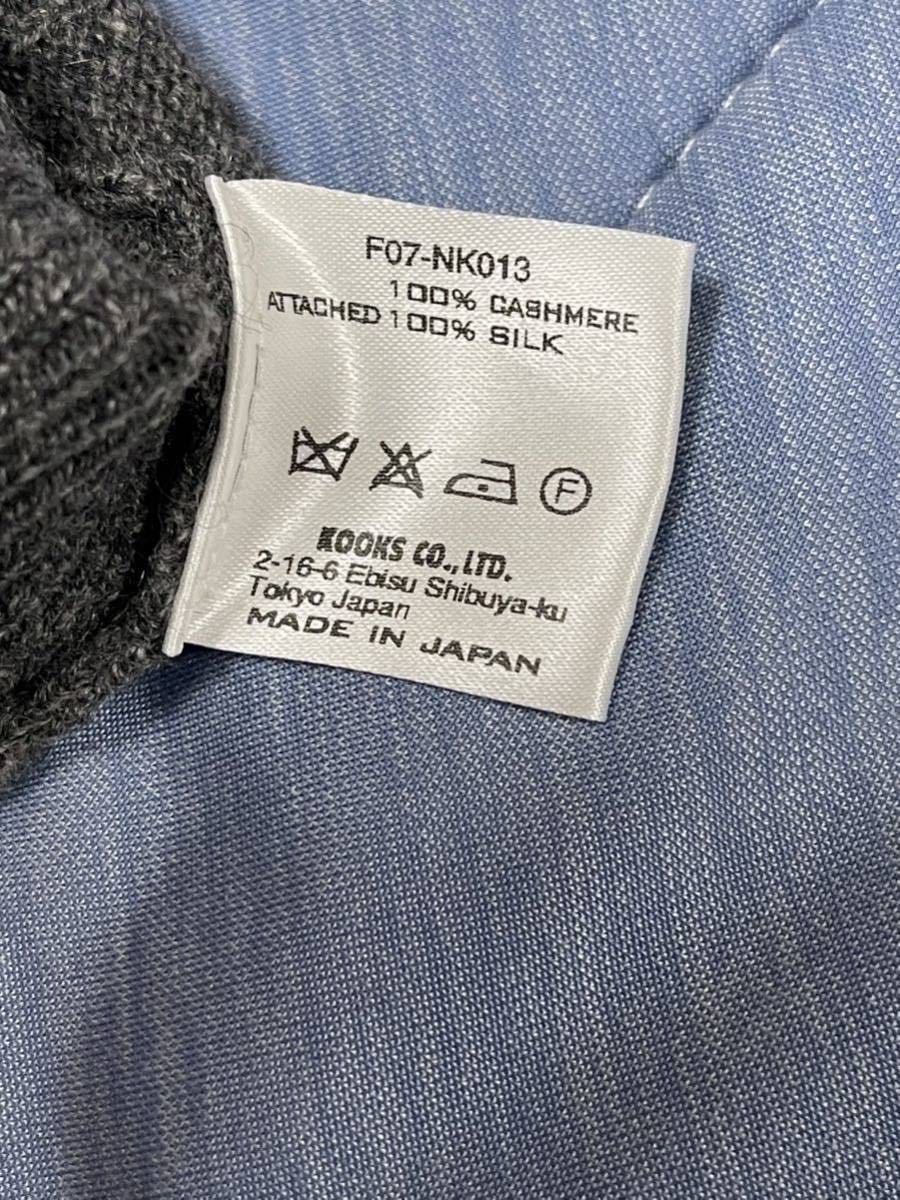 F07-NK013
100% CASHMERE
ATTACHED 100% SILK
F
KOOKS CO.,LTD.
2-16-6 Ebisu Shibuya-ku
Tokyo Japan
MADE IN JAPAN